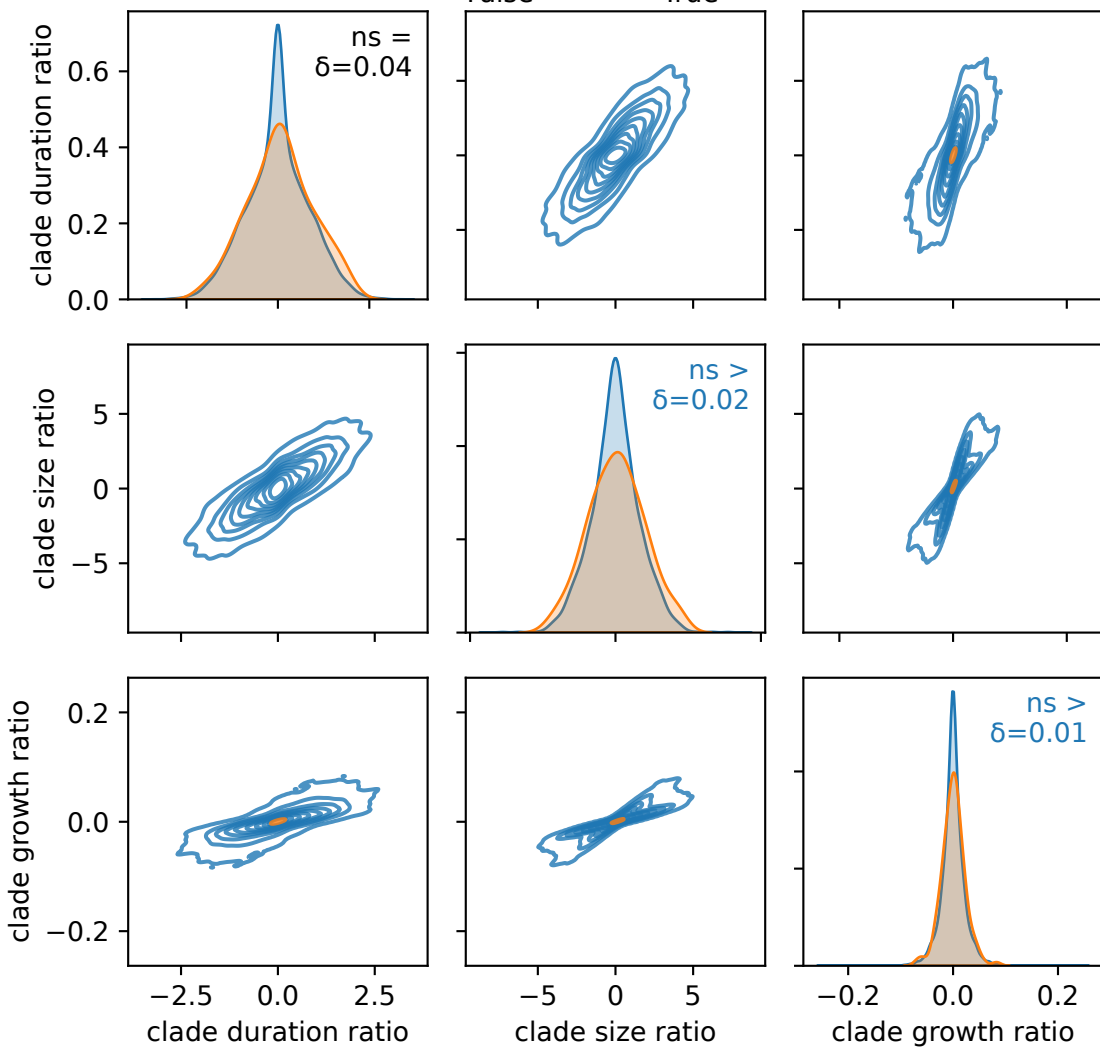 clade duration ratio
0.6
0.4
0.2
0.0
ns =
δ=0.04
clade size ratio
5
0
−5
ns >
δ=0.02
clade growth ratio
0.2
0.0
−0.2
ns >
δ=0.01
−2.5 0.0 2.5
−5 0 5
−0.2 0.0 0.2
clade duration ratio
clade size ratio
clade growth ratio